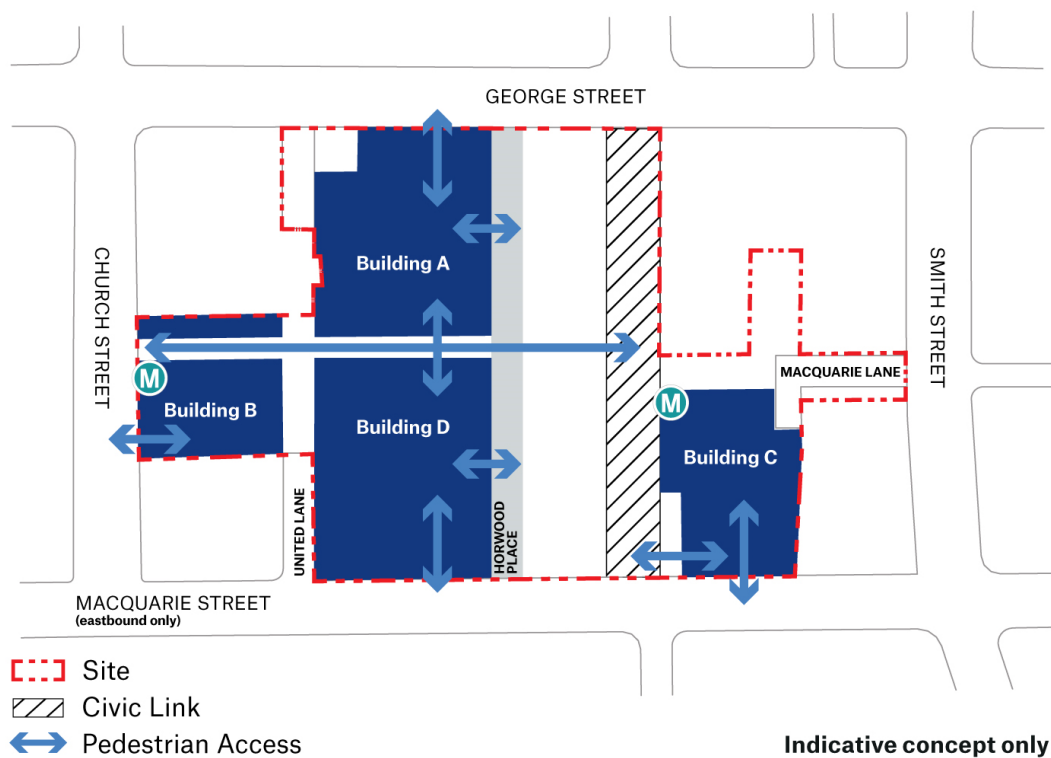 GEORGE STREET
CHURCH STREET
SMITH STREET
Building A
MACQUARIE LANE
M
M
Building B
Building D
Building C
UNITED LANE
HORWOOD
PLACE
MACQUARIE STREET
(eastbound only)
Site
Civic Link
Pedestrian Access
Indicative concept only